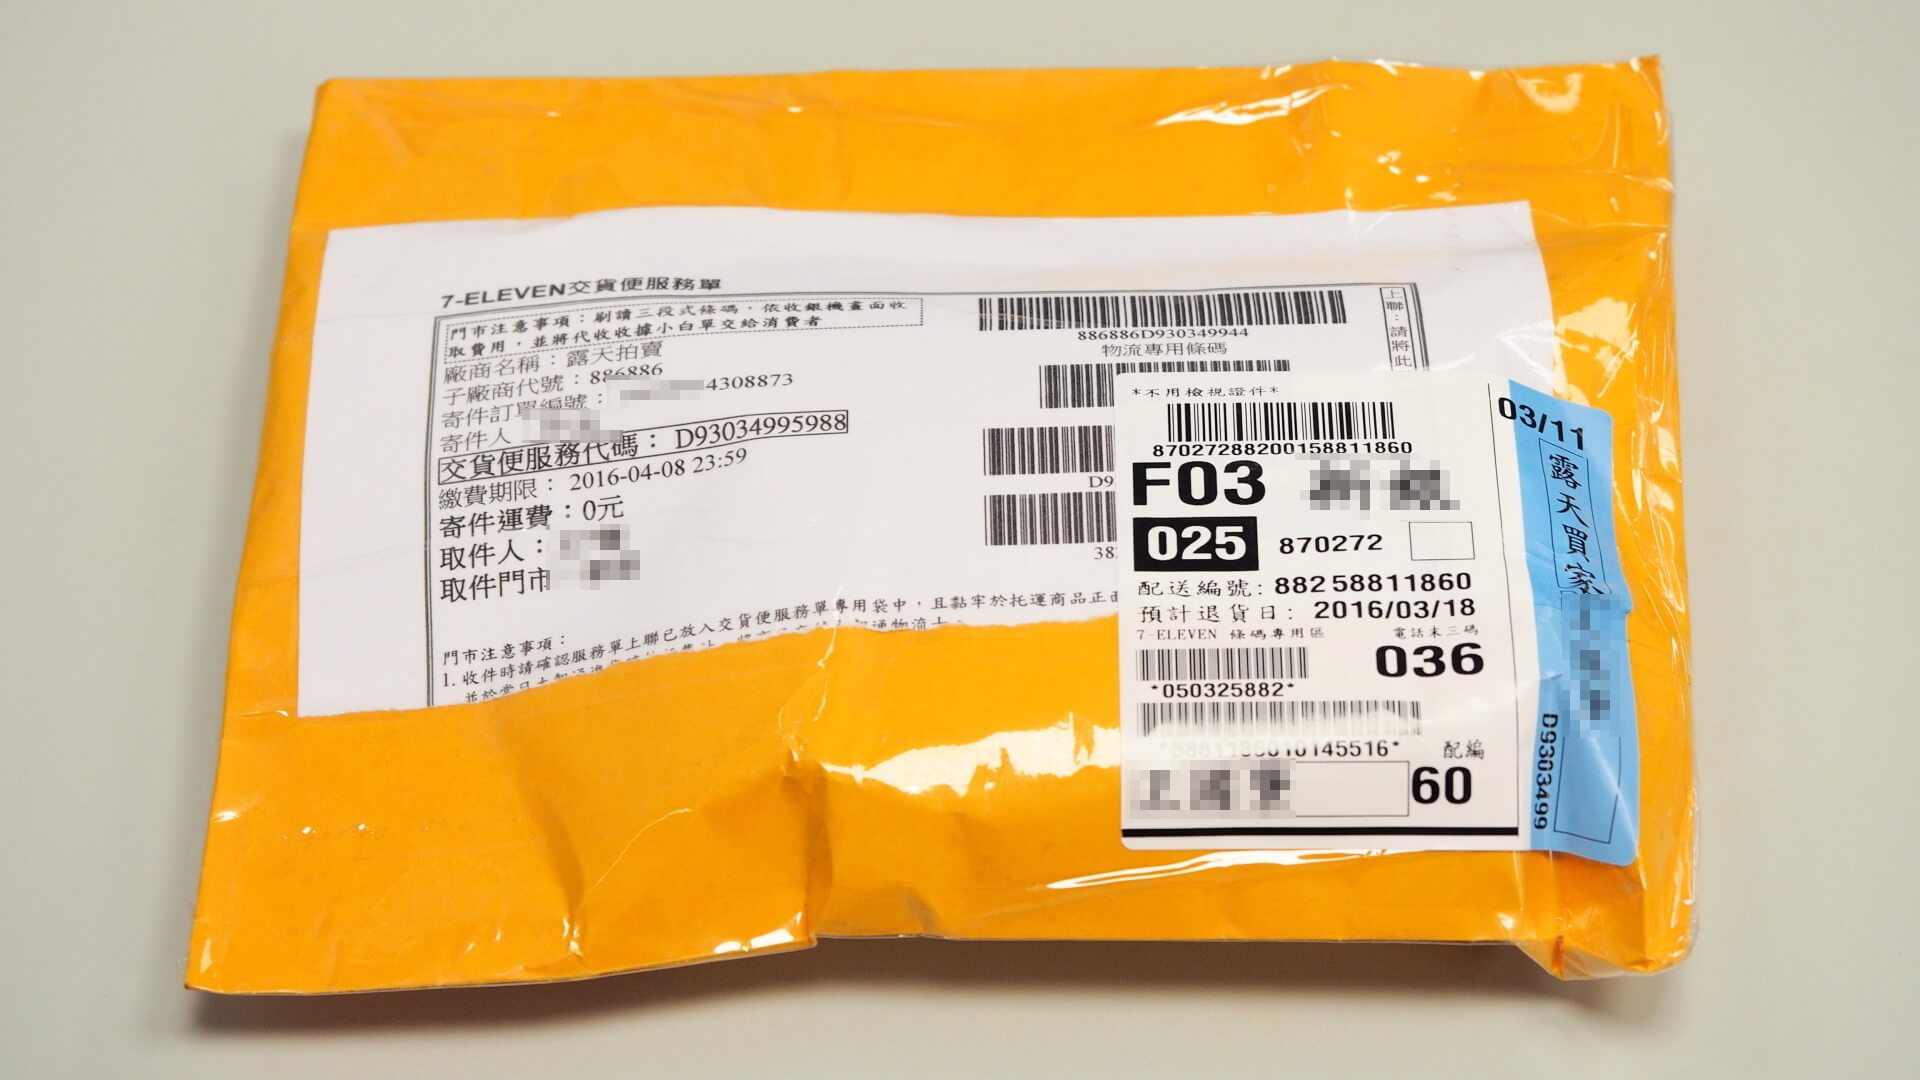 7-ELEVEN交貨便服務單
門市注意事項：刷讀三段式條碼，依收銀機畫面收
取費用，並將代收收據小白單交給消費者
廠商名稱：露天拍賣
子廠商代號：886886
寄件訂單編號： 4308873
寄件人
交貨便服務代碼： D93034995988
繳費期限： 2016-04-08 23:59
寄件運費：0元
取件人：
取件門市
門市注意事項：
1. 收件時請確認服務單上聯已放入交貨便服務單專用袋中，且黏牢於托運商品正面
886886D930349944
物流專用條碼
D9
38
上聯：請將此
*不用檢視證件*
87027288200158811860
F03
025 870272
配送編號: 88258811860
預計退貨日: 2016/03/18
7-ELEVEN 條碼專用區 電話末三碼
036
*050325882*
配編
60
03/11
露天買家
D9303499